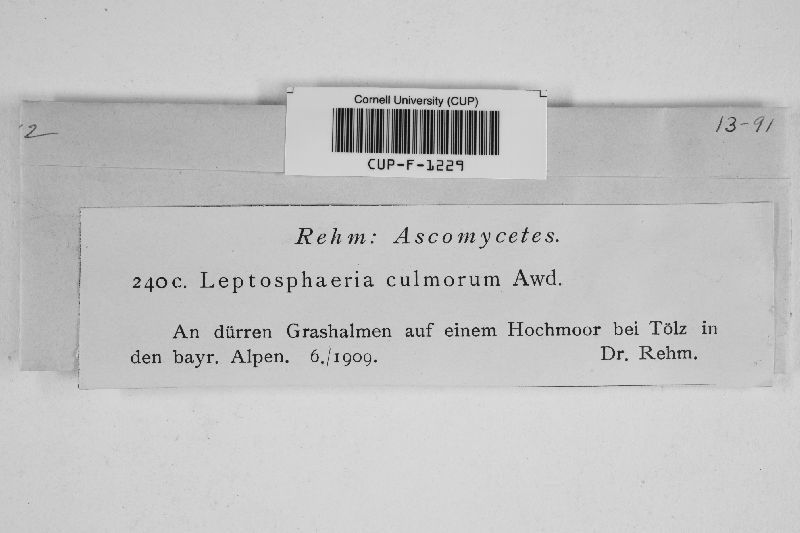 Cornell University (CUP)
CUP-F-1229
13-91
Rehm: Ascomycetes.
240c. Leptosphaeria culmorum Awd.
An dürren Grashalmen auf einem Hochmoor bei Tölz in
den bayr. Alpen. 6./1909. Dr. Rehm.